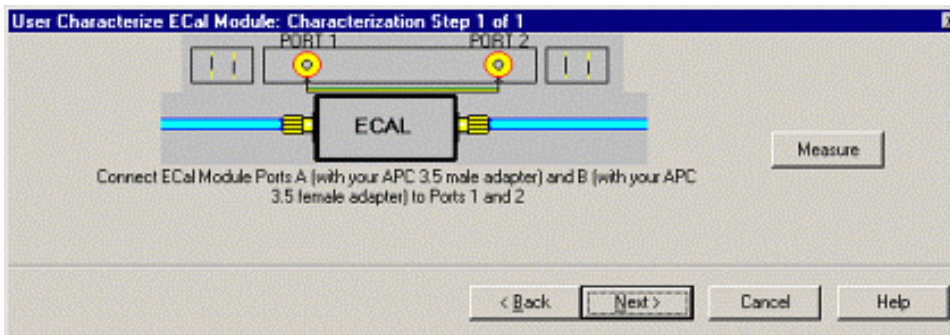 User Characterize ECal Module: Characterization Step 1 of 1
PORT 1 PORT 2
ECAL
Measure
Connect ECal Module Ports A (with your APC 3.5 male adapter) and B (with your APC
3.5 female adapter) to Ports 1 and 2
< Back Next > Cancel Help